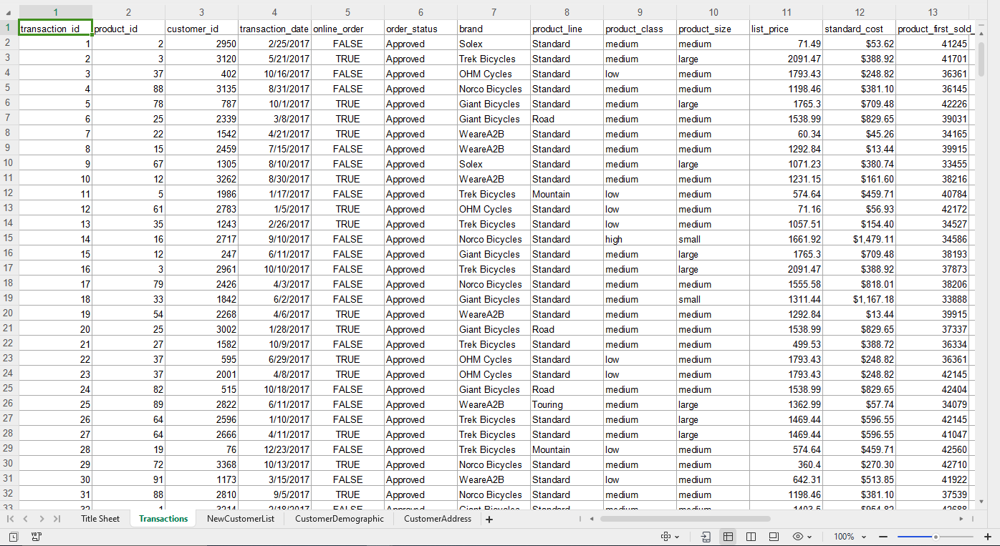 1 2 3 4 5 6 7 8 9 10 11 12 13
1 transaction_id product_id customer_id transaction_date online_order order_status brand product_line product_class product_size list_price standard_cost product_first_sold_
2 1 2 2950 2/25/2017 FALSE Approved Solex Standard medium medium 71.49 $53.62 41245
3 2 3 3120 5/21/2017 TRUE Approved Trek Bicycles Standard medium large 2091.47 $388.92 41701
4 3 37 402 10/16/2017 FALSE Approved OHM Cycles Standard low medium 1793.43 $248.82 36361
5 4 88 3135 8/31/2017 FALSE Approved Norco Bicycles Standard medium medium 1198.46 $381.10 36145
6 5 78 787 10/1/2017 TRUE Approved Giant Bicycles Standard medium large 1765.3 $709.48 42226
7 6 25 2339 3/8/2017 TRUE Approved Giant Bicycles Road medium medium 1538.99 $829.65 39031
8 7 22 1542 4/21/2017 TRUE Approved WeareA2B Standard medium medium 60.34 $45.26 34165
9 8 15 2459 7/15/2017 FALSE Approved WeareA2B Standard medium medium 1292.84 $13.44 39915
10 9 67 1305 8/10/2017 FALSE Approved Solex Standard medium large 1071.23 $380.74 33455
11 10 12 3262 8/30/2017 TRUE Approved WeareA2B Standard medium medium 1231.15 $161.60 38216
12 11 5 1986 1/17/2017 FALSE Approved Trek Bicycles Mountain low medium 574.64 $459.71 40784
13 12 61 2783 1/5/2017 TRUE Approved OHM Cycles Standard low medium 71.16 $56.93 42172
14 13 35 1243 2/26/2017 TRUE Approved Trek Bicycles Standard low medium 1057.51 $154.40 34527
15 14 16 2717 9/10/2017 FALSE Approved Norco Bicycles Standard high small 1661.92 $1,479.11 34586
16 15 12 247 6/11/2017 FALSE Approved Giant Bicycles Standard medium large 1765.3 $709.48 38193
17 16 3 2961 10/10/2017 FALSE Approved Trek Bicycles Standard medium large 2091.47 $388.92 37873
18 17 79 2426 4/3/2017 FALSE Approved Norco Bicycles Standard medium medium 1555.58 $818.01 38206
19 18 33 1842 6/2/2017 FALSE Approved Giant Bicycles Standard medium small 1311.44 $1,167.18 33888
20 19 54 2268 4/6/2017 TRUE Approved WeareA2B Standard medium medium 1292.84 $13.44 39915
21 20 25 3002 1/28/2017 TRUE Approved Giant Bicycles Road medium medium 1538.99 $829.65 37337
22 21 27 1582 10/9/2017 FALSE Approved Trek Bicycles Standard medium medium 499.53 $388.72 36334
23 22 37 595 6/29/2017 TRUE Approved OHM Cycles Standard low medium 1793.43 $248.82 36361
24 23 37 2001 4/8/2017 TRUE Approved OHM Cycles Standard low medium 1793.43 $248.82 42145
25 24 82 515 10/18/2017 FALSE Approved Giant Bicycles Road medium medium 1538.99 $829.65 42404
26 25 89 2822 6/11/2017 FALSE Approved WeareA2B Touring medium large 1362.99 $57.74 34079
27 26 64 2596 1/10/2017 FALSE Approved Trek Bicycles Standard medium large 1469.44 $596.55 42145
28 27 64 2666 4/11/2017 TRUE Approved Trek Bicycles Standard medium large 1469.44 $596.55 41047
29 28 19 76 12/23/2017 FALSE Approved Trek Bicycles Mountain low medium 574.64 $459.71 42560
30 29 72 3368 10/13/2017 TRUE Approved Norco Bicycles Standard medium medium 360.4 $270.30 42710
31 30 91 1173 3/15/2017 FALSE Approved WeareA2B Standard low medium 642.31 $513.85 41922
32 31 88 2810 9/5/2017 TRUE Approved Norco Bicycles Standard medium medium 1198.46 $381.10 37539
Title Sheet Transactions NewCustomerList CustomerDemographic CustomerAddress
100%